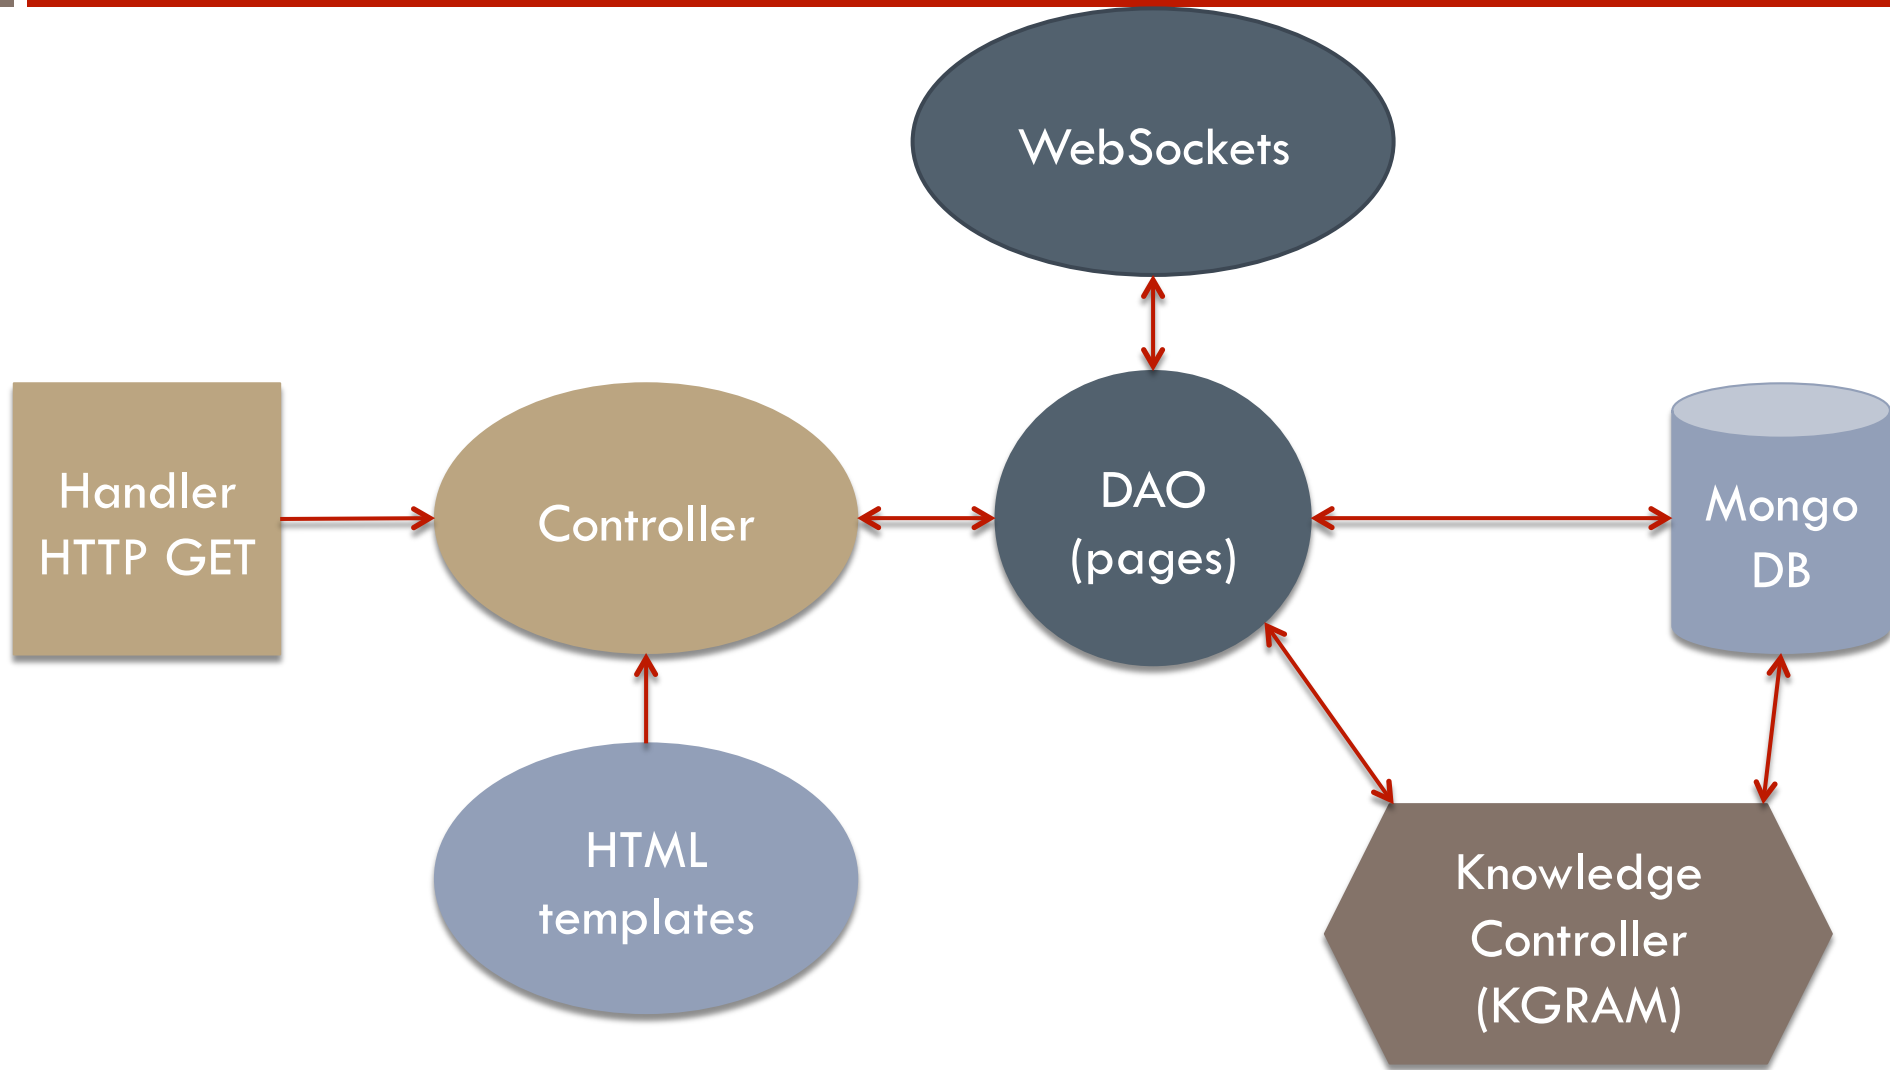 WebSockets
Handler
HTTP GET
Controller
DAO
(pages)
Mongo
DB
HTML
templates
Knowledge
Controller
(KGRAM)